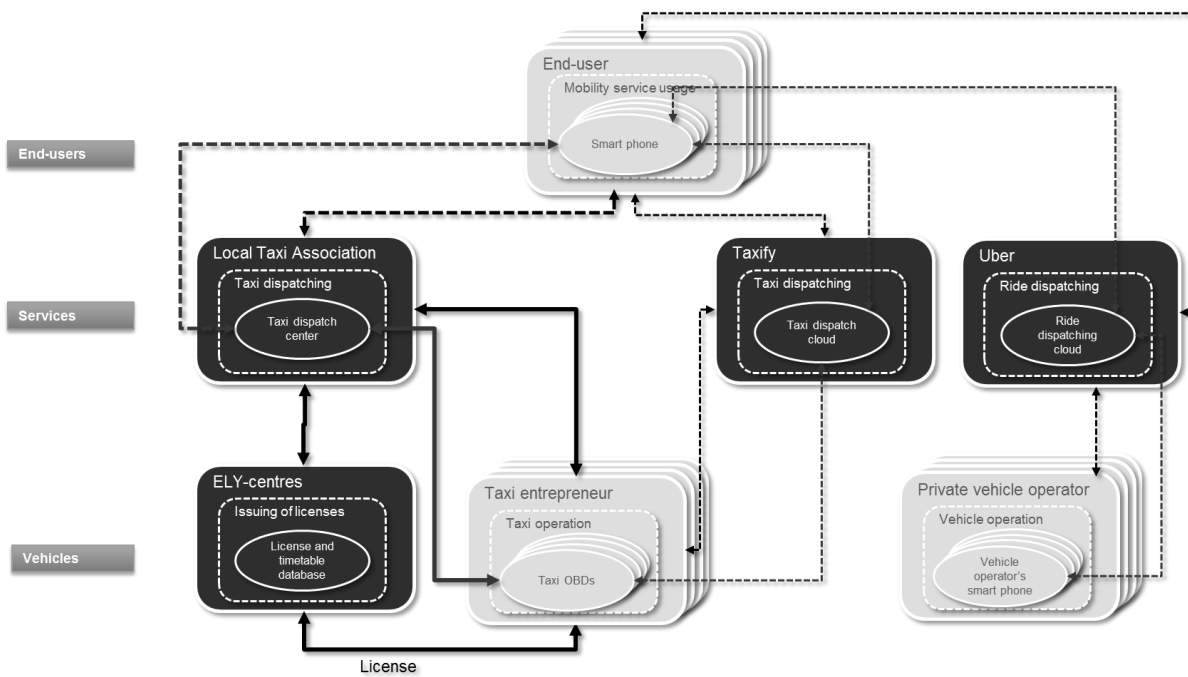 End-user
Mobility service usage
Smart phone
End-users
Local Taxi Association
Taxi dispatching
Taxi dispatch
center
Taxify
Taxi dispatching
Taxi dispatch
cloud
Uber
Ride dispatching
Ride
dispatching
cloud
Services
ELY-centres
Issuing of licenses
License and
timetable
database
Taxi entrepreneur
Taxi operation
Taxi OBDs
Private vehicle operator
Vehicle operation
Vehicle
operator's
smart phone
Vehicles
License